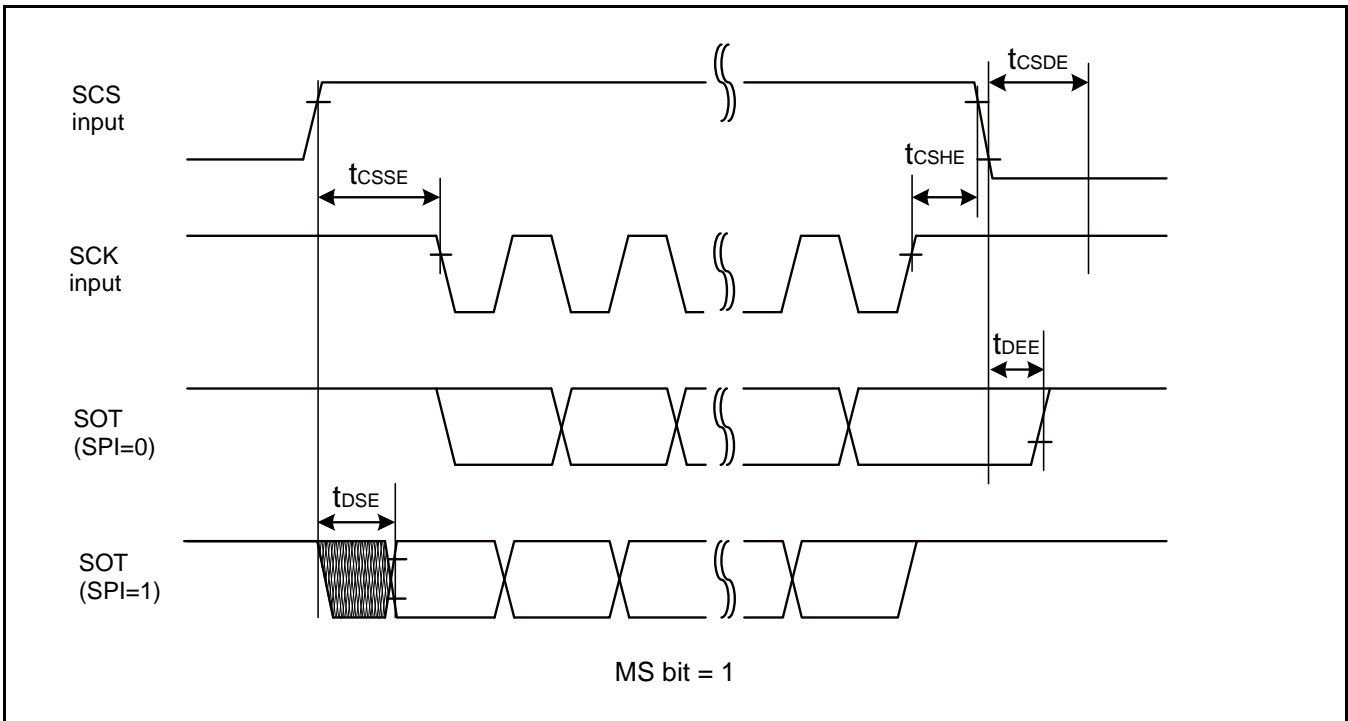 SCS
input
tCSDE
tCSHE
tCSSE
SCK
input
tDEE
SOT
(SPI=0)
tDSE
SOT
(SPI=1)
MS bit = 1